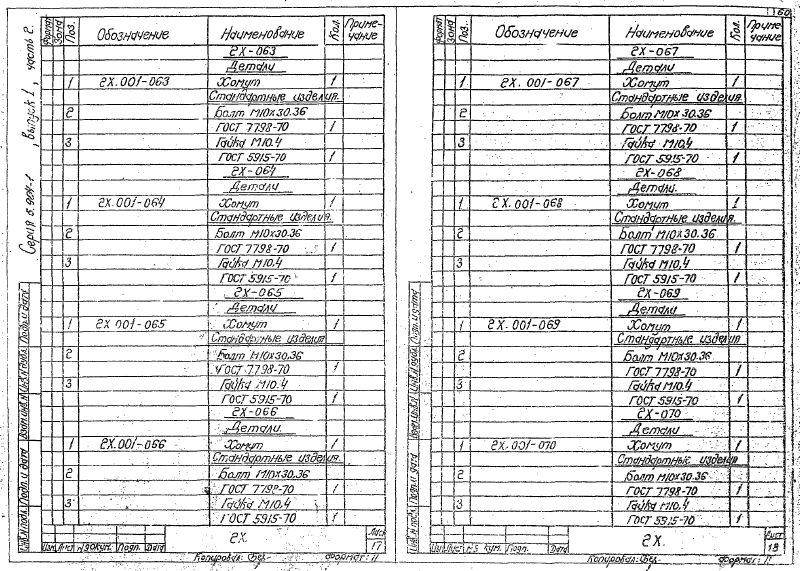 160
Серия 5.904-1, Выпуск 1, часть 2.
Формат Зона Поз. Обозначение Наименование Кол. Примечание
2Х-063
Детали
1 2Х.001-063 Хомут 1
Стандартные изделия.
2 Болт М10х30.36
ГОСТ 7798-70 1
3 Гайка М10.4
ГОСТ 5915-70 1
2Х-064
Детали
1 2Х.001-064 Хомут 1
Стандартные изделия.
2 Болт М10х30.36
ГОСТ 7798-70 1
3 Гайка М10.4
ГОСТ 5915-70 1
2Х-065
Детали
1 2Х 001-065 Хомут 1
Стандартные изделия
2 Болт М10х30.36
ГОСТ 7798-70 1
3 Гайка М10.4
ГОСТ 5915-70 1
2Х-066
Детали.
1 2Х.001-066 Хомут 1
Стандартные изделия.
2 Болт М10х30.36
ГОСТ 7798-70 1
3 Гайка М10.4
ГОСТ 5915-70 1
2Х.
Лист
17
Изм. Лист № докум. Подп. Дата
Копировал: Формат: 11
Инв.№ подл. Подп. и дата Взам.инв.№ Инв.№ дубл. Подп. и дата
Формат Зона Поз. Обозначение Наименование Кол. Примечание
2Х-067
Детали
1 2Х.001-067 Хомут 1
Стандартные изделия.
2 Болт М10х30.36
ГОСТ 7798-70 1
3 Гайка М10.4
ГОСТ 5915-70 1
2Х-068
Детали.
1 2Х.001-068 Хомут 1
Стандартные изделия.
2 Болт М10х30.36
ГОСТ 7798-70 1
3 Гайка М10.4
ГОСТ 5915-70 1
2Х-069
Детали
1 2Х.001-069 Хомут 1
Стандартные изделия
2 Болт М10х30.36
ГОСТ 7798-70 1
3 Гайка М10.4
ГОСТ 5915-70 1
2Х-070
Детали.
1 2Х.001-070 Хомут 1
Стандартные изделия
2 Болт М10х30.36
ГОСТ 7798-70 1
3 Гайка М10.4
ГОСТ 5915-70 1
2Х.
Лист
18
Изм. Лист № докум. Подп. Дата
Копировал: Формат: 11
Инв.№ подл. Подп. и дата Взам.инв.№ Инв.№ дубл. Подп. и дата